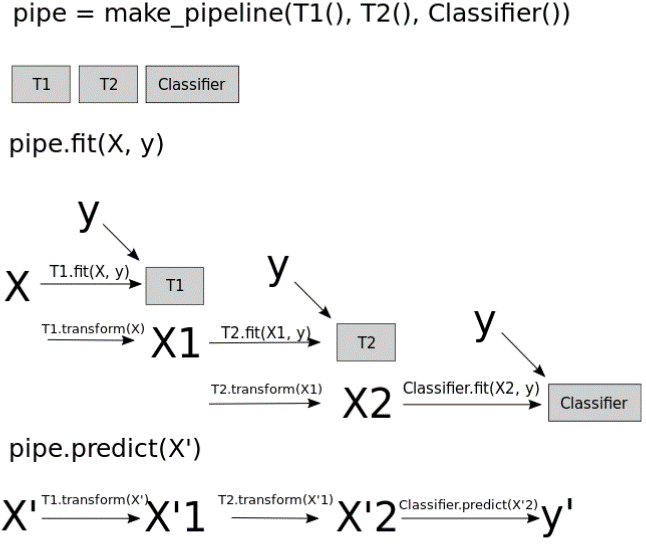 pipe = make_pipeline(T1(), T2(), Classifier())
T1 T2 Classifier
pipe.fit(X, y)
y
T1.fit(X, y)
X
T1
y
T1.transform(X)
X1
T2.fit(X1, y)
T2
y
T2.transform(X1)
X2
Classifier.fit(X2, y)
Classifier
pipe.predict(X')
X' T1.transform(X') X'1 T2.transform(X'1) X'2 Classifier.predict(X'2) y'